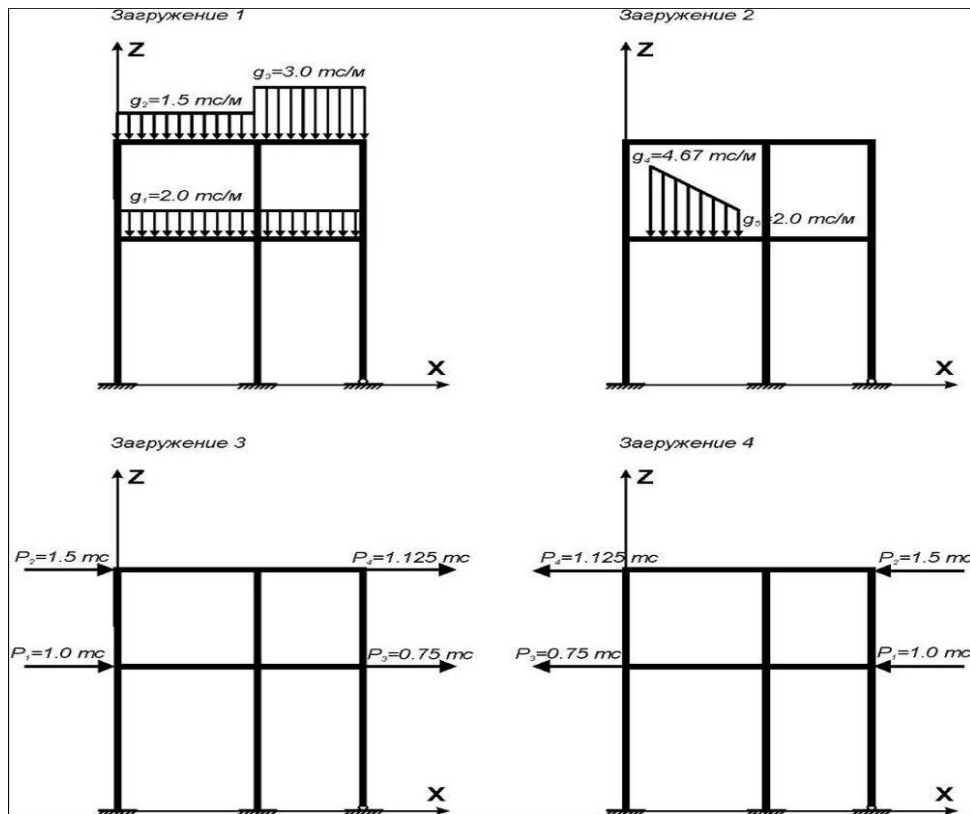 Загружение 1
Z
g₃=3.0 тс/м
g₂=1.5 тс/м
g₁=2.0 тс/м
X
Загружение 2
Z
g₄=4.67 тс/м
g₅=2.0 тс/м
X
Загружение 3
Z
P₂=1.5 тс
P₄=1.125 тс
P₁=1.0 тс
P₃=0.75 тс
X
Загружение 4
Z
P₄=1.125 тс
P₂=1.5 тс
P₃=0.75 тс
P₁=1.0 тс
X